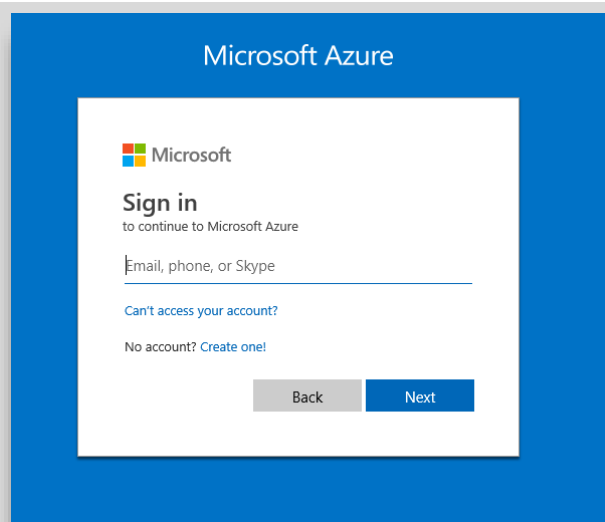 Microsoft Azure
Microsoft
Sign in
to continue to Microsoft Azure
Email, phone, or Skype
Can't access your account?
No account? Create one!
Back Next